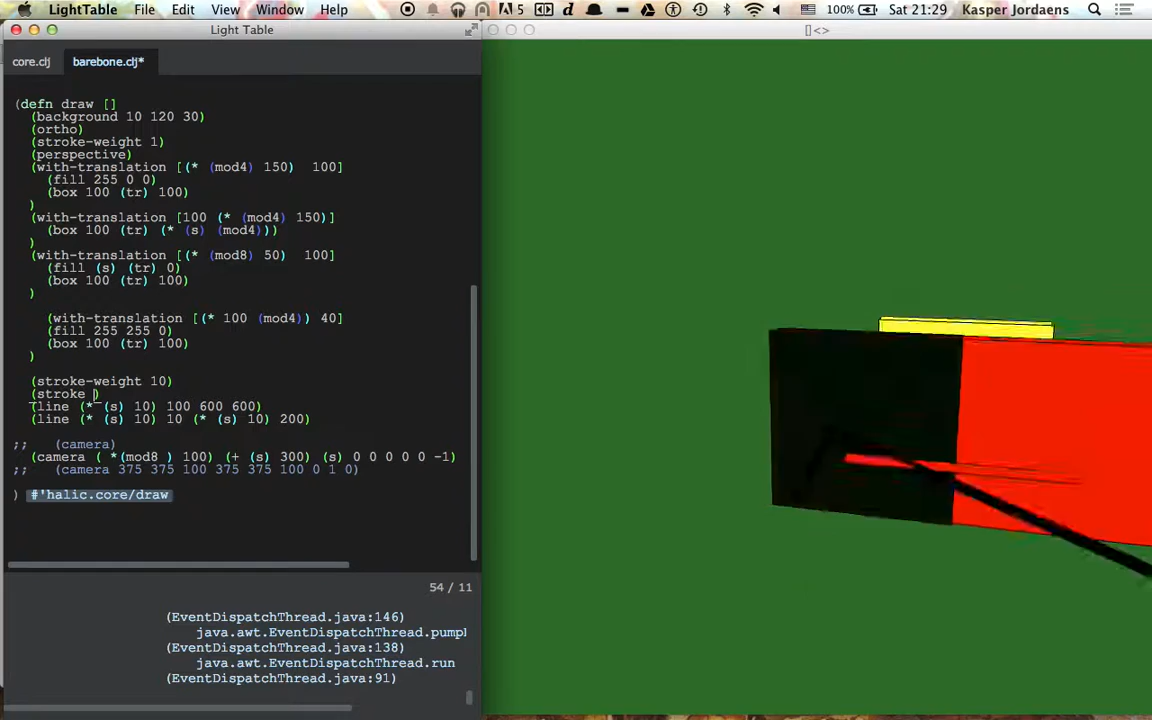 LightTable File Edit View Window Help 5 100% Sat 21:29 Kasper Jordaens
Light Table
[]<>
core.clj barebone.clj*
(defn draw []
(background 10 120 30)
(ortho)
(stroke-weight 1)
(perspective)
(with-translation [(* (mod4) 150)  100]
(fill 255 0 0)
(box 100 (tr) 100)
)
(with-translation [100 (* (mod4) 150)]
(box 100 (tr) (* (s) (mod4)))
)
(with-translation [(* (mod8) 50)  100]
(fill (s) (tr) 0)
(box 100 (tr) 100)
)
(with-translation [(* 100 (mod4)) 40]
(fill 255 255 0)
(box 100 (tr) 100)
)
(stroke-weight 10)
(stroke )
(line (* (s) 10) 100 600 600)
(line (* (s) 10) 10 (* (s) 10) 200)
;;   (camera)
(camera ( *(mod8 ) 100) (+ (s) 300) (s) 0 0 0 0 0 -1)
;;   (camera 375 375 100 375 375 100 0 1 0)
) #'halic.core/draw
54 / 11
(EventDispatchThread.java:146)
java.awt.EventDispatchThread.pumpE
(EventDispatchThread.java:138)
java.awt.EventDispatchThread.run
(EventDispatchThread.java:91)